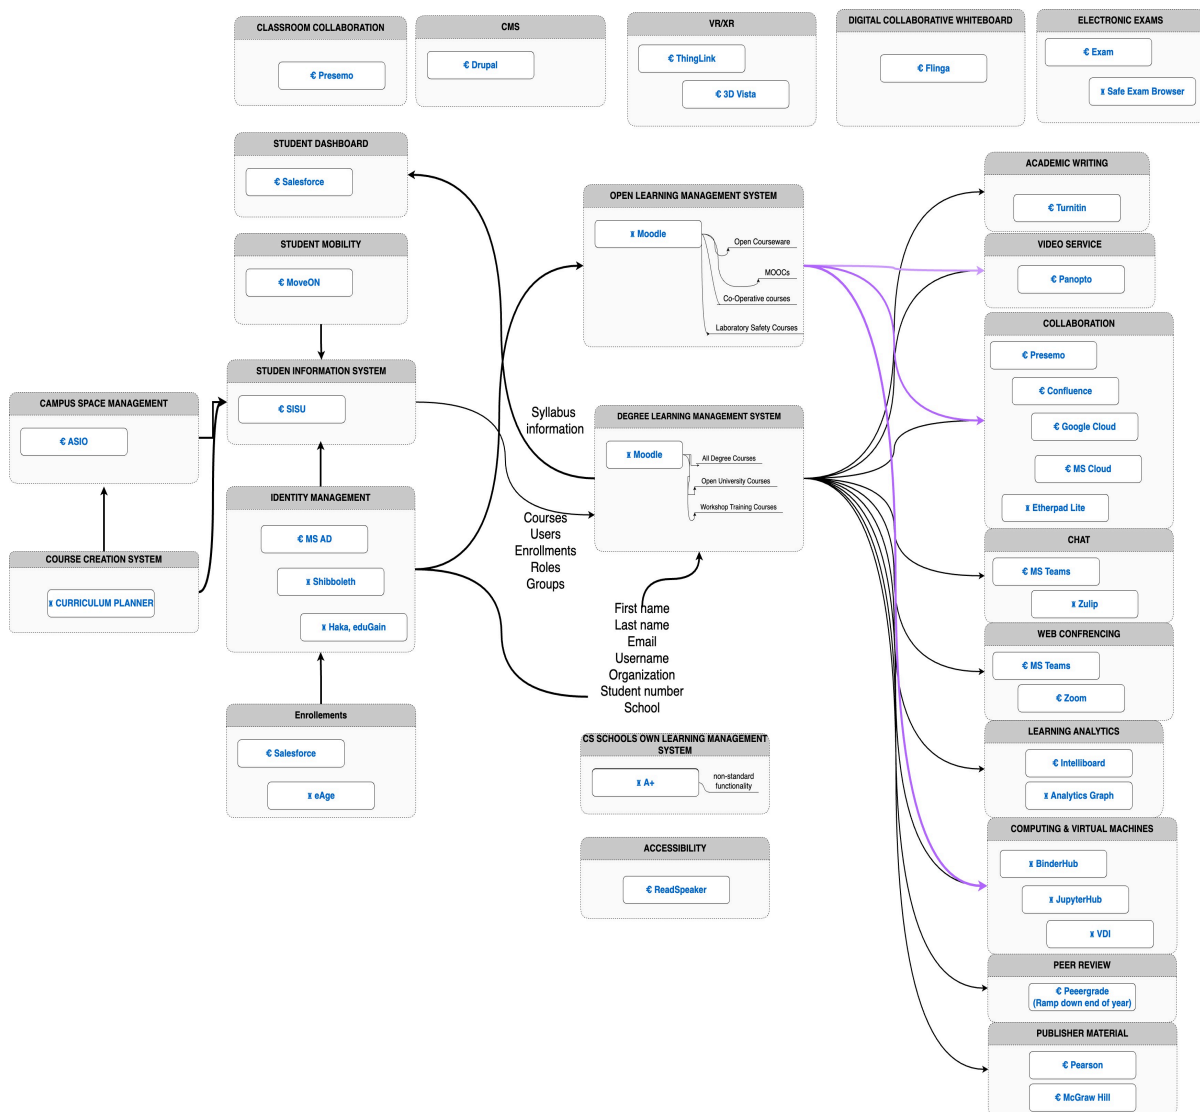 CLASSROOM COLLABORATION
€ Presemo
CMS
€ Drupal
VR/XR
€ ThingLink
€ 3D Vista
DIGITAL COLLABORATIVE WHITEBOARD
€ Flinga
ELECTRONIC EXAMS
€ Exam
¤ Safe Exam Browser
STUDENT DASHBOARD
€ Salesforce
STUDENT MOBILITY
€ MoveON
STUDEN INFORMATION SYSTEM
€ SISU
CAMPUS SPACE MANAGEMENT
€ ASIO
COURSE CREATION SYSTEM
¤ CURRICULUM PLANNER
IDENTITY MANAGEMENT
€ MS AD
¤ Shibboleth
¤ Haka, eduGain
Enrollements
€ Salesforce
¤ eAge
OPEN LEARNING MANAGEMENT SYSTEM
¤ Moodle
Open Courseware
MOOCs
Co-Operative courses
Laboratory Safety Courses
Syllabus
information
DEGREE LEARNING MANAGEMENT SYSTEM
¤ Moodle
All Degree Courses
Open University Courses
Workshop Training Courses
Courses
Users
Enrollments
Roles
Groups
First name
Last name
Email
Username
Organization
Student number
School
CS SCHOOLS OWN LEARNING MANAGEMENT
SYSTEM
¤ A+
non-standard
functionality
ACCESSIBILITY
€ ReadSpeaker
ACADEMIC WRITING
€ Turnitin
VIDEO SERVICE
€ Panopto
COLLABORATION
€ Presemo
€ Confluence
€ Google Cloud
€ MS Cloud
¤ Etherpad Lite
CHAT
€ MS Teams
¤ Zulip
WEB CONFRENCING
€ MS Teams
€ Zoom
LEARNING ANALYTICS
€ Intelliboard
¤ Analytics Graph
COMPUTING & VIRTUAL MACHINES
¤ BinderHub
¤ JupyterHub
¤ VDI
PEER REVIEW
€ Peeergrade
(Ramp down end of year)
PUBLISHER MATERIAL
€ Pearson
€ McGraw Hill